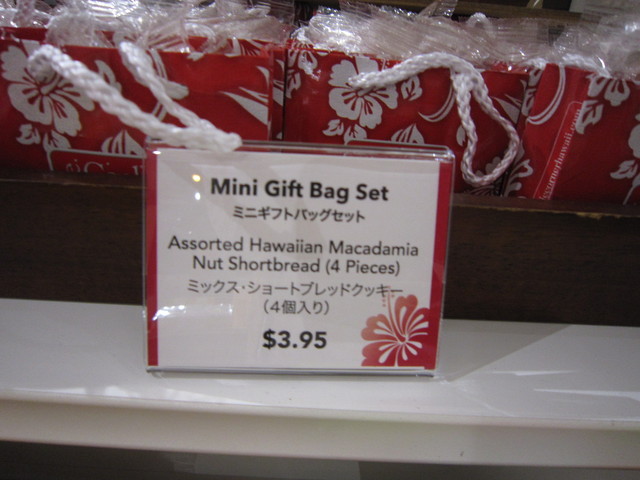 Mini Gift Bag Set
ミニギフトバッグセット
Assorted Hawaiian Macadamia
Nut Shortbread (4 Pieces)
ミックス・ショートブレッドクッキー
(4個入り)
$3.95